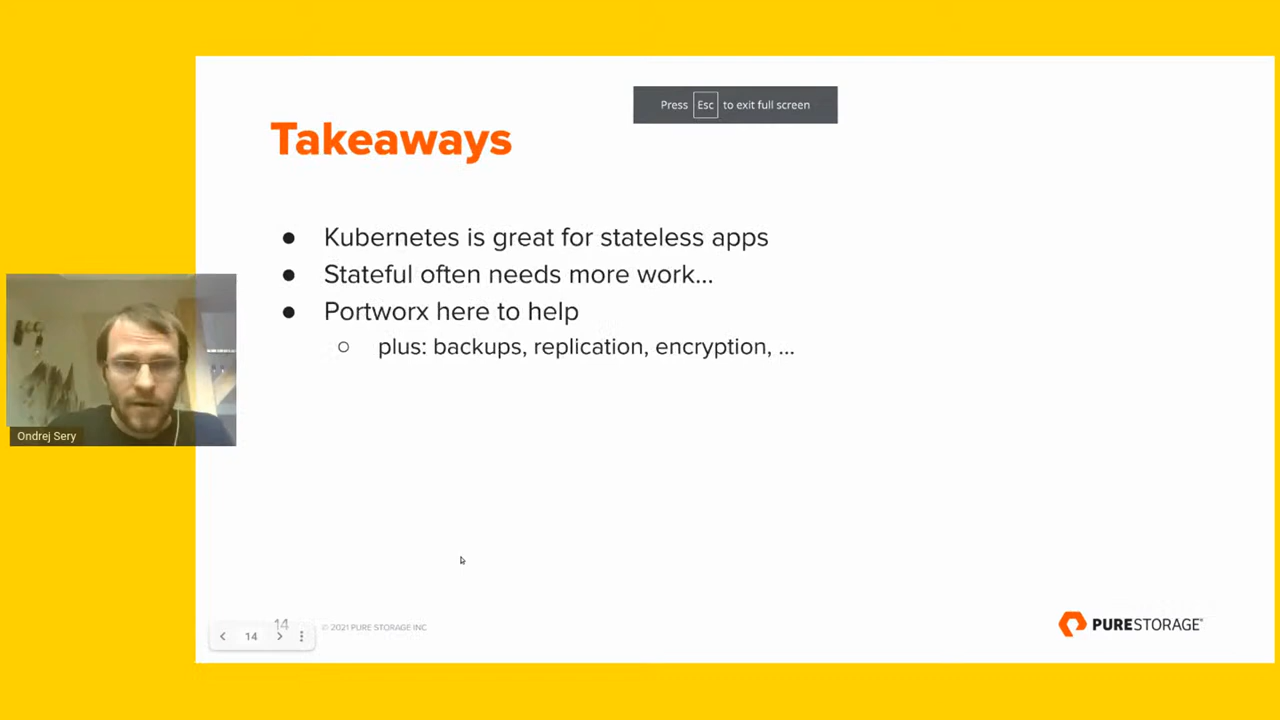 Press Esc to exit full screen
Takeaways
● Kubernetes is great for stateless apps
● Stateful often needs more work...
● Portworx here to help
○ plus: backups, replication, encryption, ...
Ondrej Sery
14
© 2021 PURE STORAGE INC
14
PURESTORAGE®